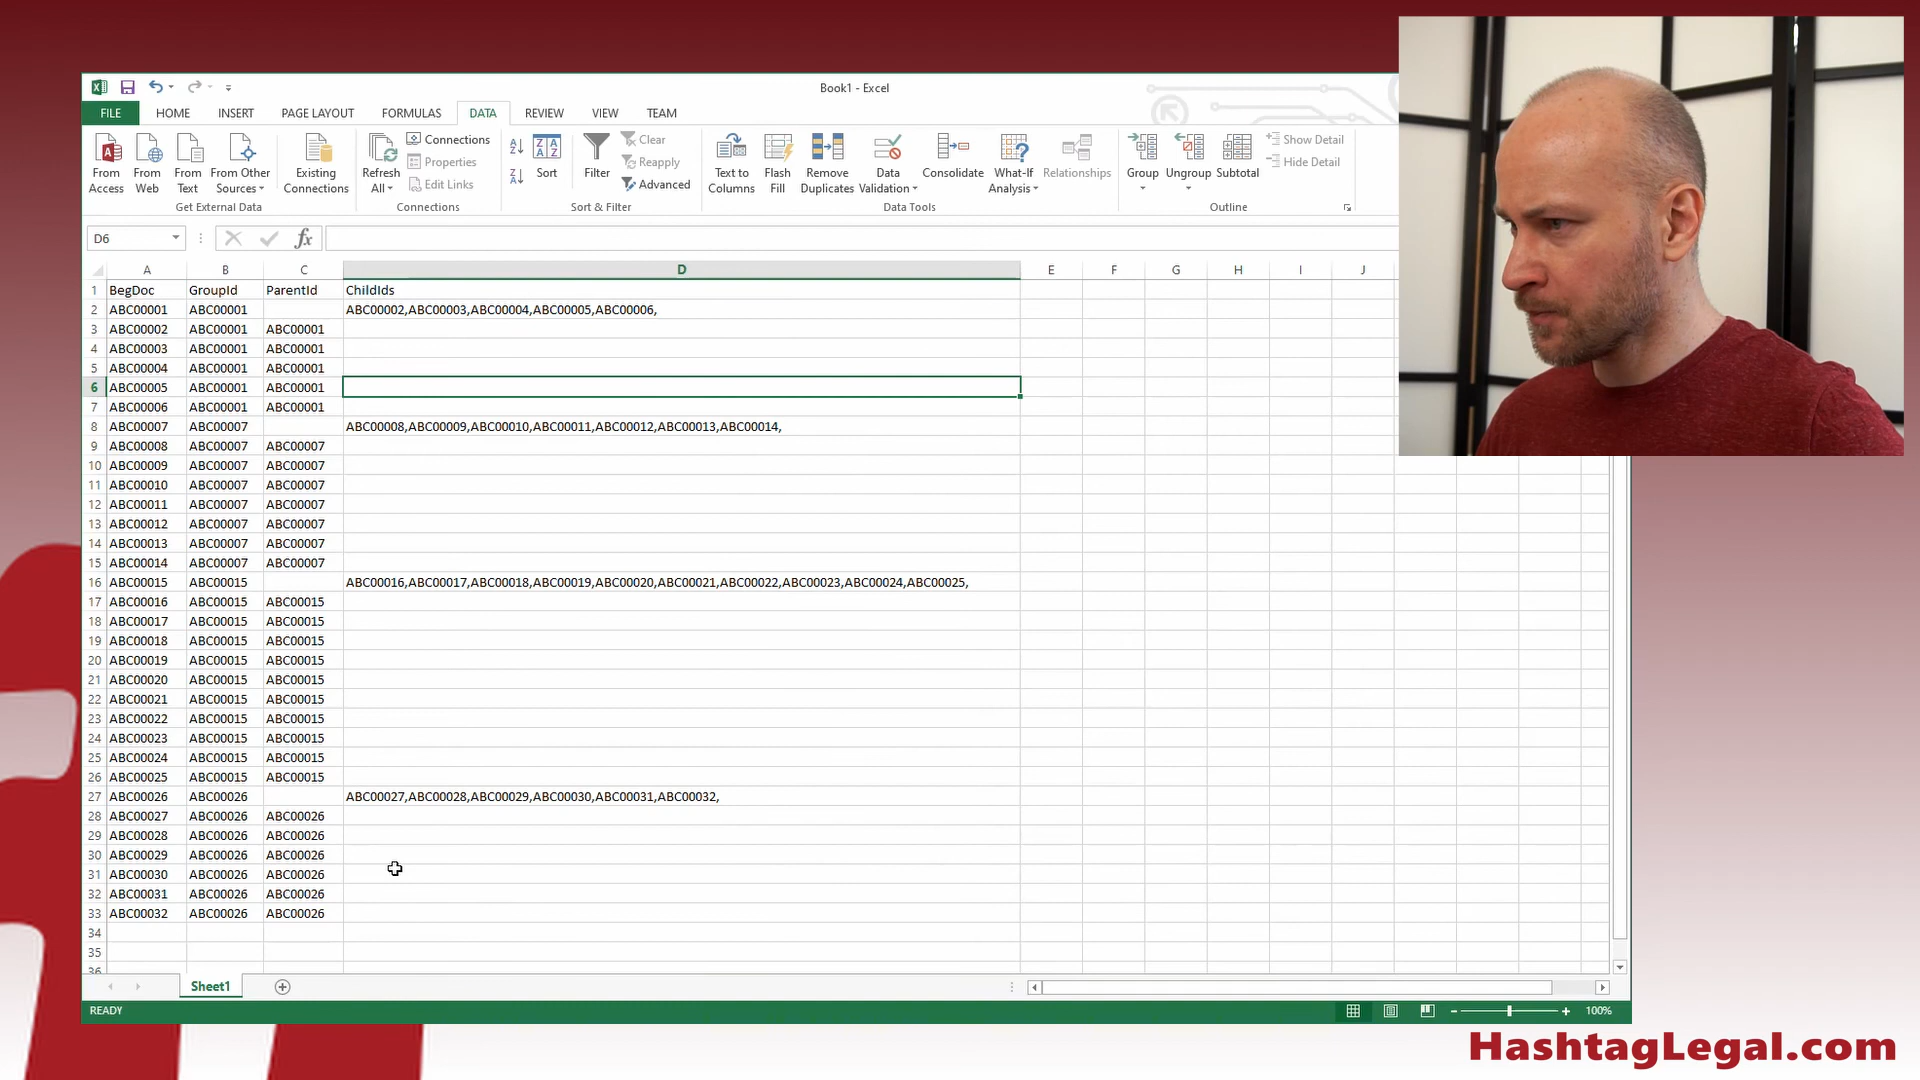 Book1 - Excel
FILE HOME INSERT PAGE LAYOUT FORMULAS DATA REVIEW VIEW TEAM
From Access
From Web
From Text
From Other Sources
Existing Connections
Get External Data
Refresh All
Connections
Properties
Edit Links
Connections
Sort
Filter
Clear
Reapply
Advanced
Sort & Filter
Text to Columns
Flash Fill
Remove Duplicates
Data Validation
Consolidate
What-If Analysis
Relationships
Data Tools
Group
Ungroup
Subtotal
Show Detail
Hide Detail
Outline
D6 fx
A B C D E F G H I J
1 BegDoc GroupId ParentId ChildIds
2 ABC00001 ABC00001 ABC00002,ABC00003,ABC00004,ABC00005,ABC00006,
3 ABC00002 ABC00001 ABC00001
4 ABC00003 ABC00001 ABC00001
5 ABC00004 ABC00001 ABC00001
6 ABC00005 ABC00001 ABC00001
7 ABC00006 ABC00001 ABC00001
8 ABC00007 ABC00007 ABC00008,ABC00009,ABC00010,ABC00011,ABC00012,ABC00013,ABC00014,
9 ABC00008 ABC00007 ABC00007
10 ABC00009 ABC00007 ABC00007
11 ABC00010 ABC00007 ABC00007
12 ABC00011 ABC00007 ABC00007
13 ABC00012 ABC00007 ABC00007
14 ABC00013 ABC00007 ABC00007
15 ABC00014 ABC00007 ABC00007
16 ABC00015 ABC00015 ABC00016,ABC00017,ABC00018,ABC00019,ABC00020,ABC00021,ABC00022,ABC00023,ABC00024,ABC00025,
17 ABC00016 ABC00015 ABC00015
18 ABC00017 ABC00015 ABC00015
19 ABC00018 ABC00015 ABC00015
20 ABC00019 ABC00015 ABC00015
21 ABC00020 ABC00015 ABC00015
22 ABC00021 ABC00015 ABC00015
23 ABC00022 ABC00015 ABC00015
24 ABC00023 ABC00015 ABC00015
25 ABC00024 ABC00015 ABC00015
26 ABC00025 ABC00015 ABC00015
27 ABC00026 ABC00026 ABC00027,ABC00028,ABC00029,ABC00030,ABC00031,ABC00032,
28 ABC00027 ABC00026 ABC00026
29 ABC00028 ABC00026 ABC00026
30 ABC00029 ABC00026 ABC00026
31 ABC00030 ABC00026 ABC00026
32 ABC00031 ABC00026 ABC00026
33 ABC00032 ABC00026 ABC00026
34
35
36
Sheet1
READY 100%
HashtagLegal.com